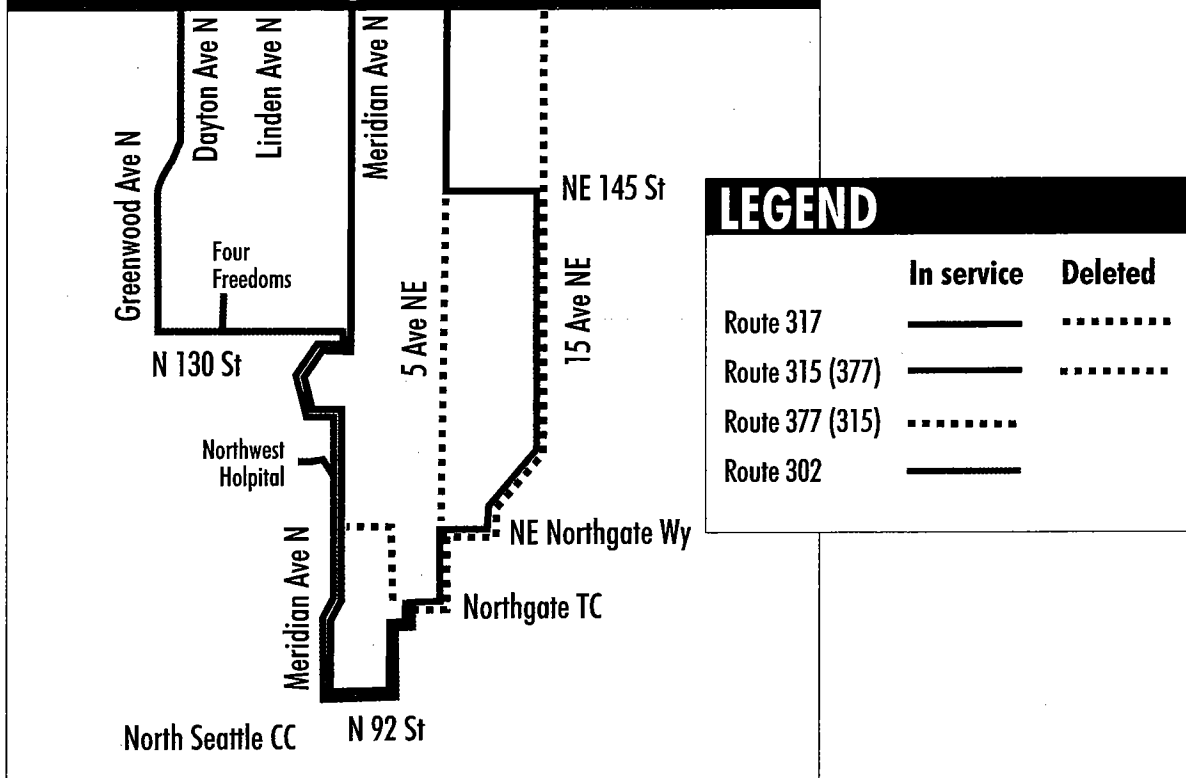 Dayton Ave N
Linden Ave N
Meridian Ave N
Greenwood Ave N
NE 145 St
Four
Freedoms
N 130 St
5 Ave NE
15 Ave NE
Northwest
Holpital
NE Northgate Wy
Meridian Ave N
Northgate TC
North Seattle CC
N 92 St
LEGEND
In service Deleted
Route 317
Route 315 (377)
Route 377 (315)
Route 302